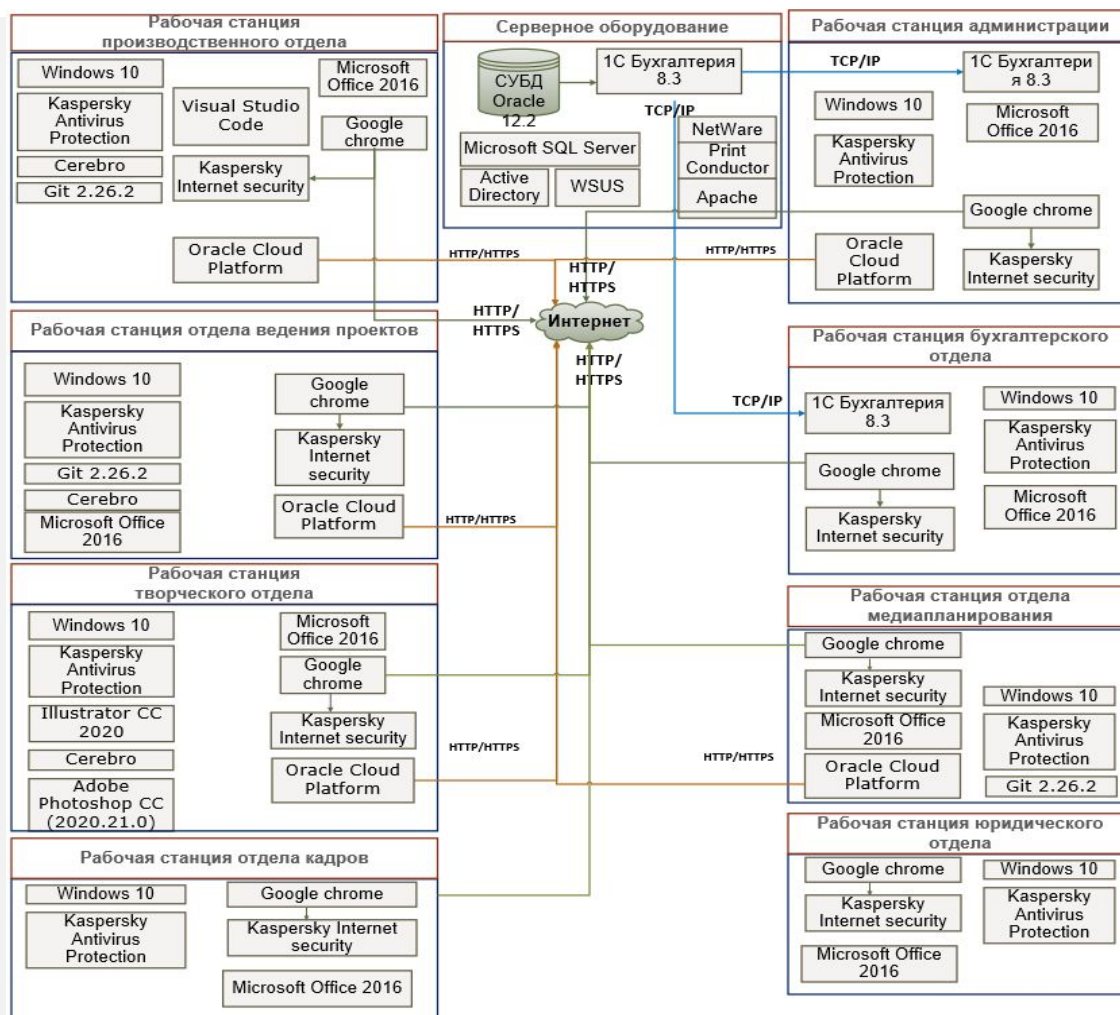 Рабочая станция
производственного отдела
Windows 10
Kaspersky
Antivirus
Protection
Cerebro
Git 2.26.2
Visual Studio
Code
Kaspersky
Internet security
Microsoft
Office 2016
Google
chrome
Oracle Cloud
Platform
HTTP/HTTPS
Серверное оборудование
СУБД
Oracle
12.2
1С Бухгалтерия
8.3
TCP/IP
TCP/IP
Microsoft SQL Server
Active
Directory
WSUS
NetWare
Print
Conductor
Apache
Рабочая станция администрации
1С Бухгалтери
я 8.3
Windows 10
Microsoft
Office 2016
Kaspersky
Antivirus
Protection
Google chrome
Kaspersky
Internet security
Oracle
Cloud
Platform
HTTP/HTTPS
HTTP/
HTTPS
HTTP/
HTTPS
Интернет
HTTP/
HTTPS
Рабочая станция отдела ведения проектов
Windows 10
Kaspersky
Antivirus
Protection
Git 2.26.2
Cerebro
Microsoft Office
2016
Google
chrome
Kaspersky
Internet
security
Oracle Cloud
Platform
HTTP/HTTPS
Рабочая станция бухгалтерского
отдела
TCP/IP
1С Бухгалтерия
8.3
Google chrome
Kaspersky
Internet security
Windows 10
Kaspersky
Antivirus
Protection
Microsoft
Office 2016
Рабочая станция
творческого отдела
Windows 10
Kaspersky
Antivirus
Protection
Illustrator CC
2020
Cerebro
Adobe
Photoshop CC
(2020.21.0)
Microsoft
Office 2016
Google
chrome
Kaspersky
Internet security
Oracle Cloud
Platform
HTTP/HTTPS
Рабочая станция отдела
медиапланирования
Google chrome
Kaspersky
Internet security
Microsoft Office
2016
Oracle Cloud
Platform
HTTP/HTTPS
Windows 10
Kaspersky
Antivirus
Protection
Git 2.26.2
Рабочая станция отдела кадров
Windows 10
Kaspersky
Antivirus
Protection
Google chrome
Kaspersky Internet
security
Microsoft Office 2016
Рабочая станция юридического
отдела
Google chrome
Kaspersky
Internet security
Microsoft Office
2016
Windows 10
Kaspersky
Antivirus
Protection